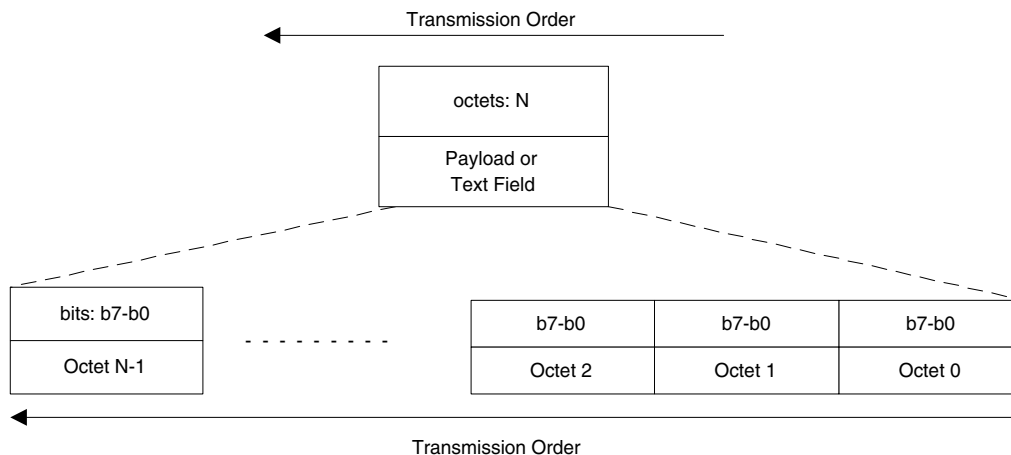 Transmission Order
octets: N
Payload or
Text Field
bits: b7-b0
Octet N-1
b7-b0
b7-b0
b7-b0
Octet 2
Octet 1
Octet 0
Transmission Order